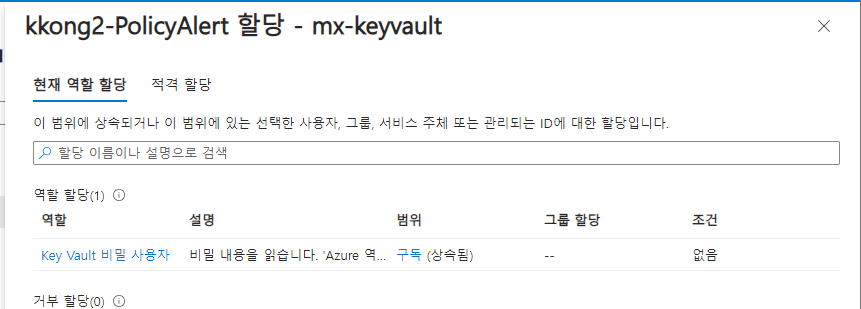 kkong2-PolicyAlert 할당 - mx-keyvault
현재 역할 할당 적격 할당
이 범위에 상속되거나 이 범위에 있는 선택한 사용자, 그룹, 서비스 주체 또는 관리되는 ID에 대한 할당입니다.
할당 이름이나 설명으로 검색
역할 할당(1)
역할 설명 범위 그룹 할당 조건
Key Vault 비밀 사용자 비밀 내용을 읽습니다. 'Azure 역... 구독 (상속됨) -- 없음
거부 할당(0)